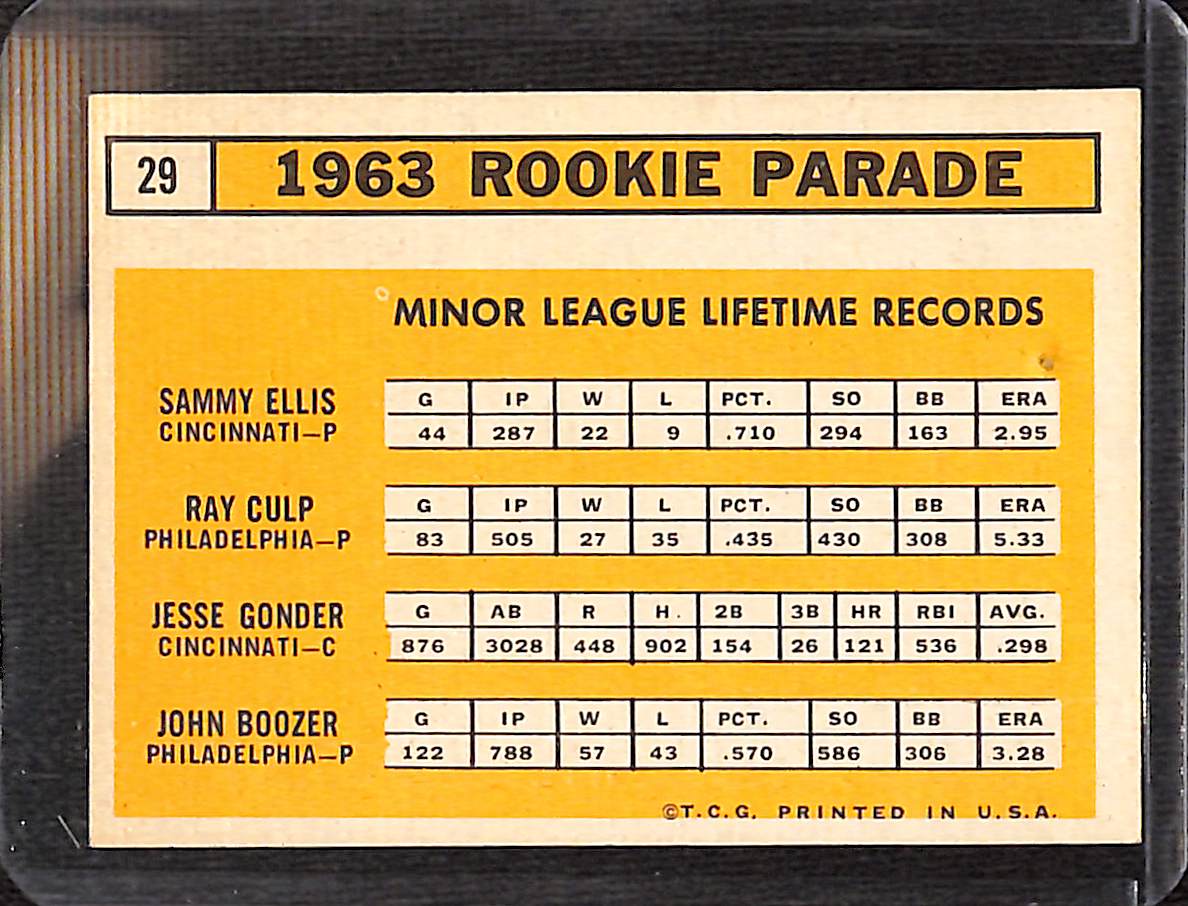 29 1963 ROOKIE PARADE
MINOR LEAGUE LIFETIME RECORDS
SAMMY ELLIS
CINCINNATI—P
G IP W L PCT. SO BB ERA
44 287 22 9 .710 294 163 2.95
RAY CULP
PHILADELPHIA—P
G IP W L PCT. SO BB ERA
83 505 27 35 .435 430 308 5.33
JESSE GONDER
CINCINNATI—C
G AB R H. 2B 3B HR RBI AVG.
876 3028 448 902 154 26 121 536 .298
JOHN BOOZER
PHILADELPHIA—P
G IP W L PCT. SO BB ERA
122 788 57 43 .570 586 306 3.28
©T.C.G. PRINTED IN U.S.A.